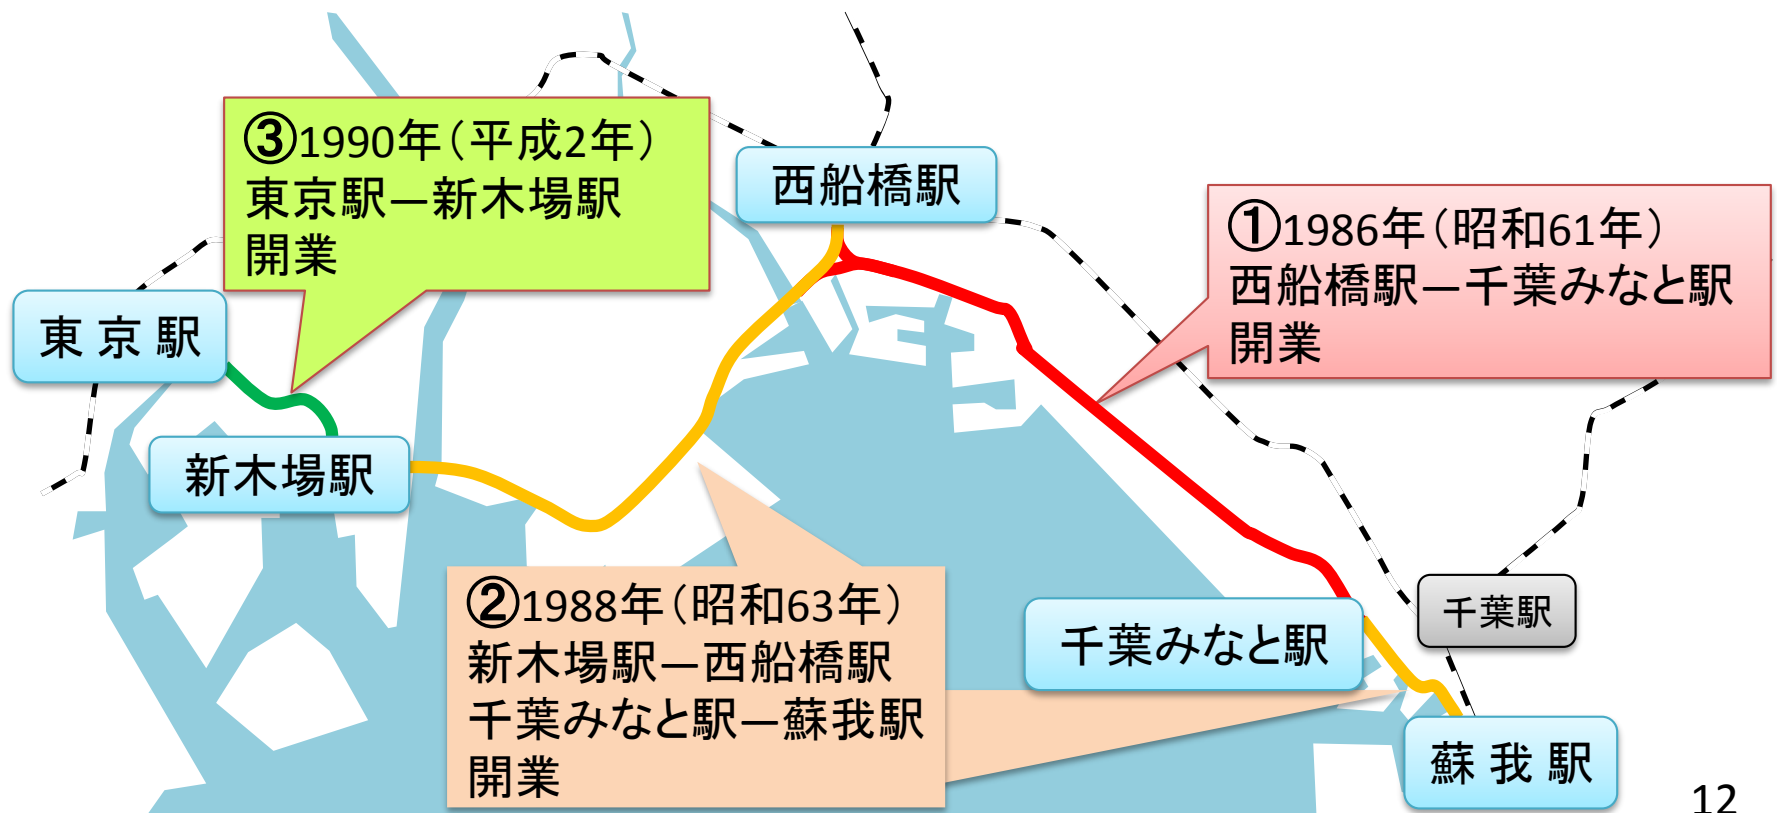 ③1990年（平成2年）
東京駅―新木場駅
開業
西船橋駅
①1986年（昭和61年）
西船橋駅―千葉みなと駅
開業
東京駅
新木場駅
②1988年（昭和63年）
新木場駅―西船橋駅
千葉みなと駅―蘇我駅
開業
千葉みなと駅
千葉駅
蘇我駅
12